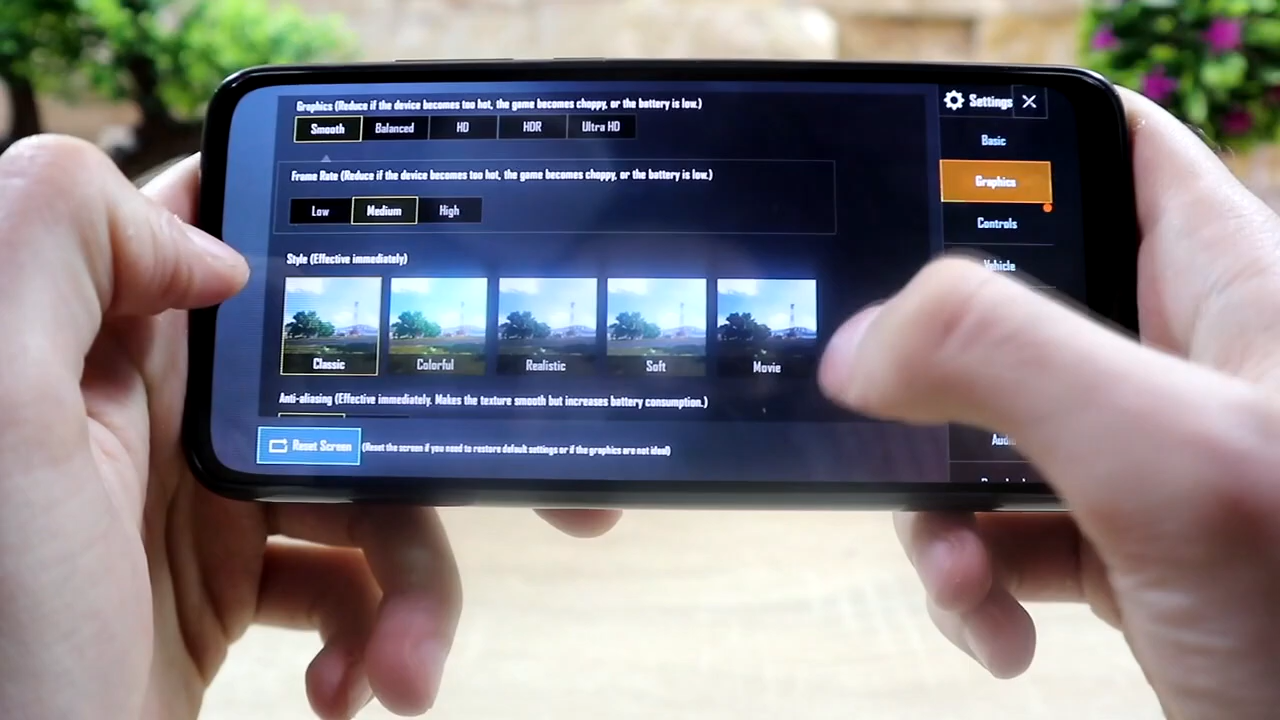 Graphics (Reduce if the device becomes too hot, the game becomes choppy, or the battery is low.)
Smooth Balanced HD HDR Ultra HD
Frame Rate (Reduce if the device becomes too hot, the game becomes choppy, or the battery is low.)
Low Medium High
Style (Effective immediately)
Classic Colorful Realistic Soft Movie
Anti-aliasing (Effective immediately. Makes the texture smooth but increases battery consumption.)
Reset Screen (Reset the screen if you need to restore default settings or if the graphics are not ideal)
Settings X
Basic
Graphics
Controls
Vehicle